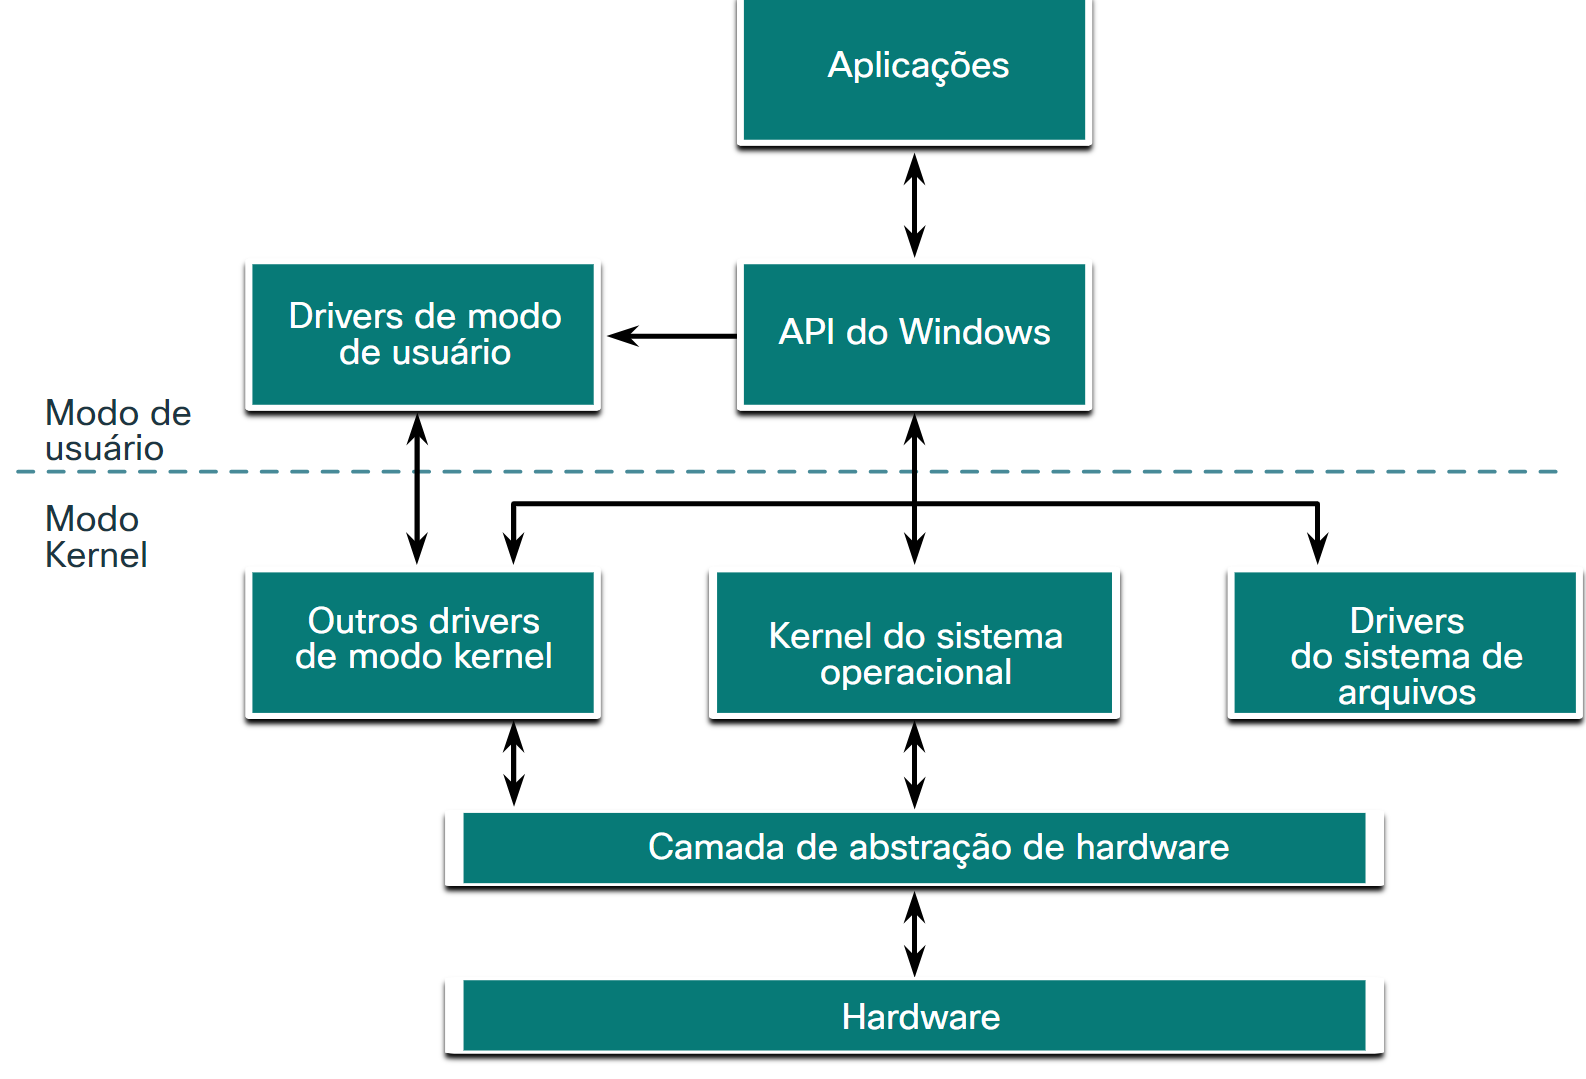 Aplicações
Drivers de modo
de usuário
API do Windows
Modo de
usuário
Modo
Kernel
Outros drivers
de modo kernel
Kernel do sistema
operacional
Drivers
do sistema de
arquivos
Camada de abstração de hardware
Hardware